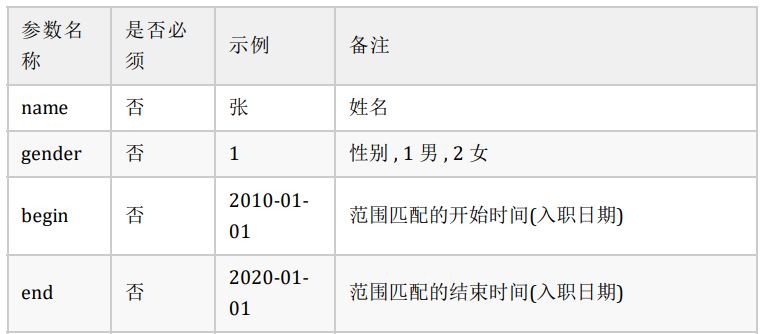 参数名称 是否必须 示例 备注
name 否 张 姓名
gender 否 1 性别 , 1 男 , 2 女
begin 否 2010-01-01 范围匹配的开始时间(入职日期)
end 否 2020-01-01 范围匹配的结束时间(入职日期)